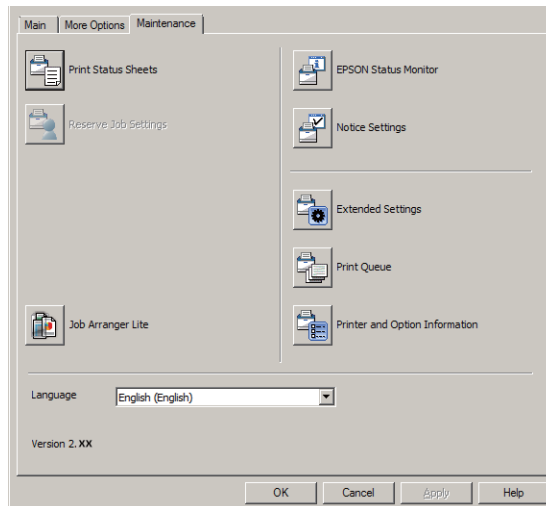 Main More Options Maintenance
Print Status Sheets
EPSON Status Monitor
Reserve Job Settings
Notice Settings
Extended Settings
Print Queue
Job Arranger Lite
Printer and Option Information
Language English (English)
Version 2.XX
OK Cancel Apply Help